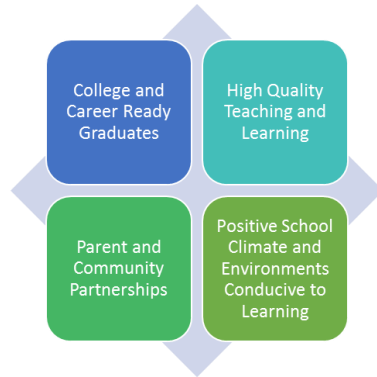 College and
Career Ready
Graduates
High Quality
Teaching and
Learning
Parent and
Community
Partnerships
Positive School
Climate and
Environments
Conducive to
Learning